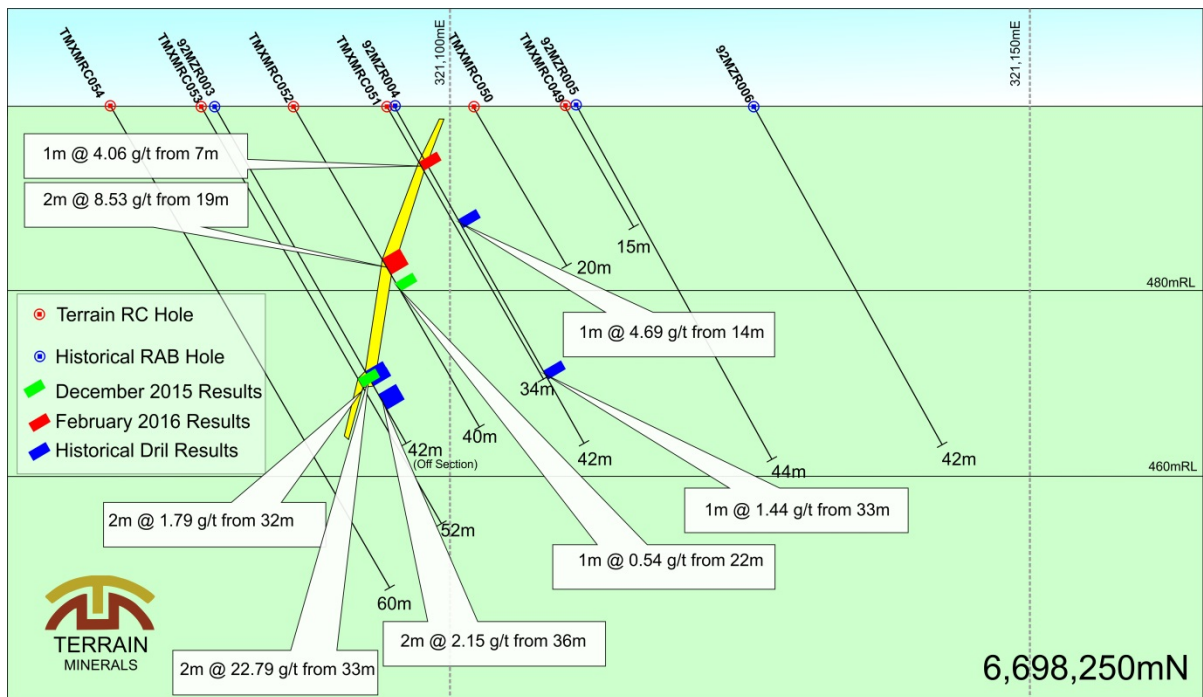 TMXMRC054
TMXMRC053
92MZR003
TMXMRC052
TMXMRC051
92MZR004
321,100mE
TMXMRC050
TMXMRC049
92MZR005
92MZR006
321,150mE
1m @ 4.06 g/t from 7m
2m @ 8.53 g/t from 19m
15m
20m
480mRL
Terrain RC Hole
Historical RAB Hole
December 2015 Results
February 2016 Results
Historical Dril Results
1m @ 4.69 g/t from 14m
34m
40m
42m
(Off Section)
42m
44m
42m
460mRL
2m @ 1.79 g/t from 32m
1m @ 1.44 g/t from 33m
52m
1m @ 0.54 g/t from 22m
60m
2m @ 2.15 g/t from 36m
2m @ 22.79 g/t from 33m
TERRAIN
MINERALS
6,698,250mN